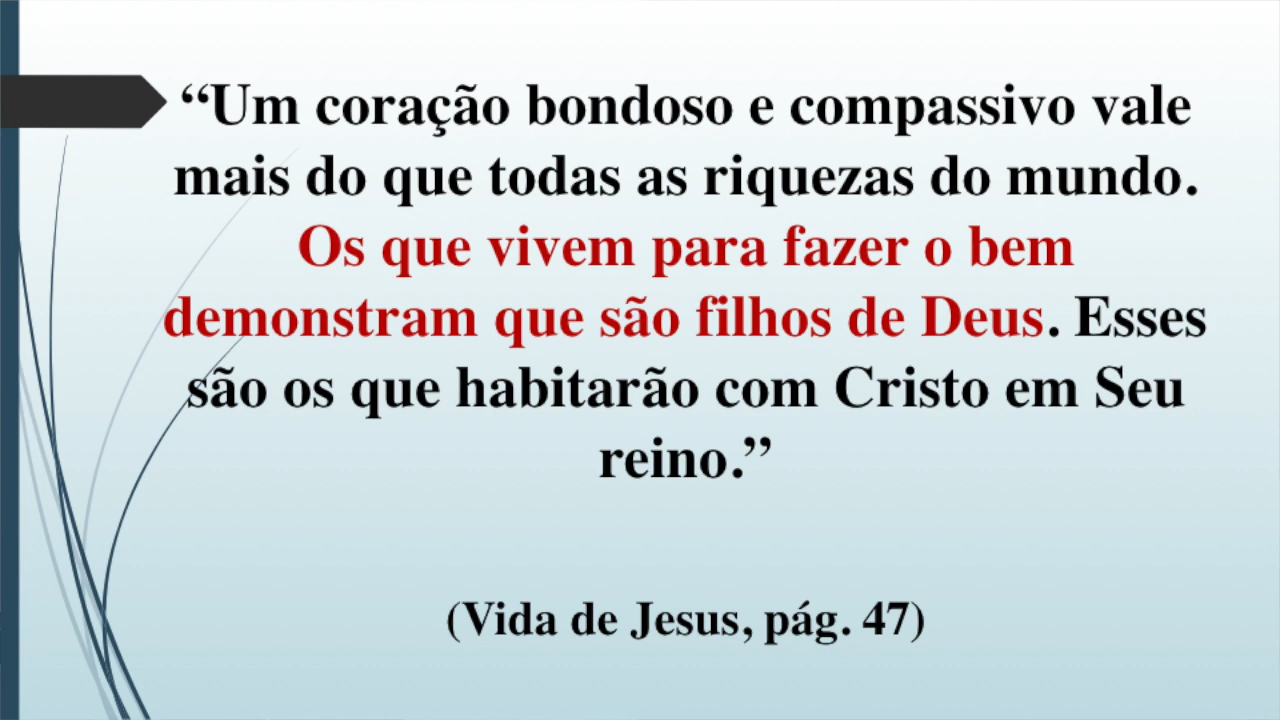 “Um coração bondoso e compassivo vale
mais do que todas as riquezas do mundo.
Os que vivem para fazer o bem
demonstram que são filhos de Deus. Esses
são os que habitarão com Cristo em Seu
reino.”
(Vida de Jesus, pág. 47)